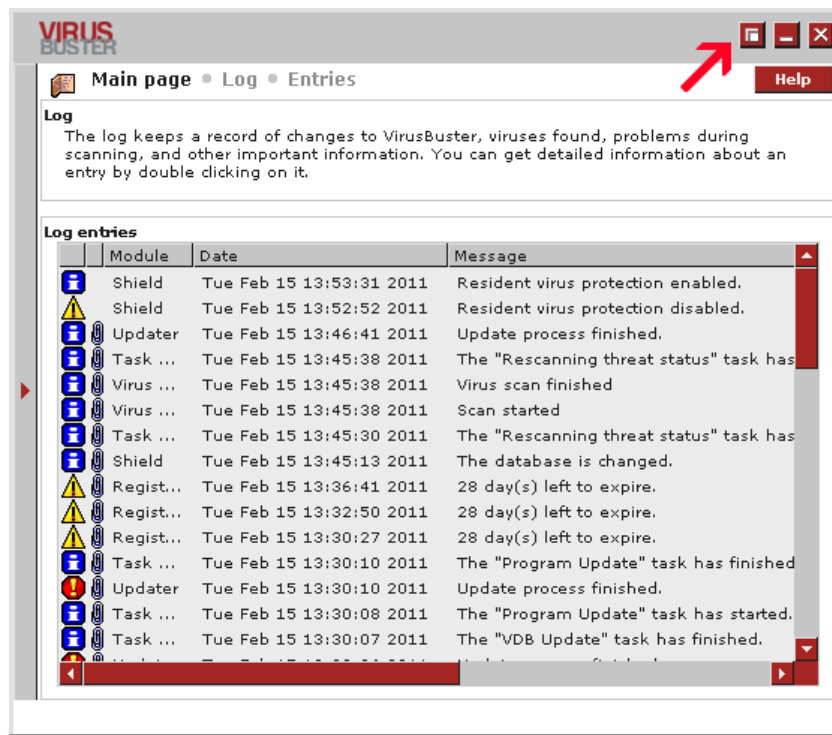 VIRUS
BUSTER
Main page Log Entries Help
Log
The log keeps a record of changes to VirusBuster, viruses found, problems during
scanning, and other important information. You can get detailed information about an
entry by double clicking on it.
Log entries
Module Date Message
Shield Tue Feb 15 13:53:31 2011 Resident virus protection enabled.
Shield Tue Feb 15 13:52:52 2011 Resident virus protection disabled.
Updater Tue Feb 15 13:46:41 2011 Update process finished.
Task ... Tue Feb 15 13:45:38 2011 The "Rescanning threat status" task has
Virus ... Tue Feb 15 13:45:38 2011 Virus scan finished
Virus ... Tue Feb 15 13:45:38 2011 Scan started
Task ... Tue Feb 15 13:45:30 2011 The "Rescanning threat status" task has
Shield Tue Feb 15 13:45:13 2011 The database is changed.
Regist... Tue Feb 15 13:36:41 2011 28 day(s) left to expire.
Regist... Tue Feb 15 13:32:50 2011 28 day(s) left to expire.
Regist... Tue Feb 15 13:30:27 2011 28 day(s) left to expire.
Task ... Tue Feb 15 13:30:10 2011 The "Program Update" task has finished
Updater Tue Feb 15 13:30:10 2011 Update process finished.
Task ... Tue Feb 15 13:30:08 2011 The "Program Update" task has started.
Task ... Tue Feb 15 13:30:07 2011 The "VDB Update" task has finished.